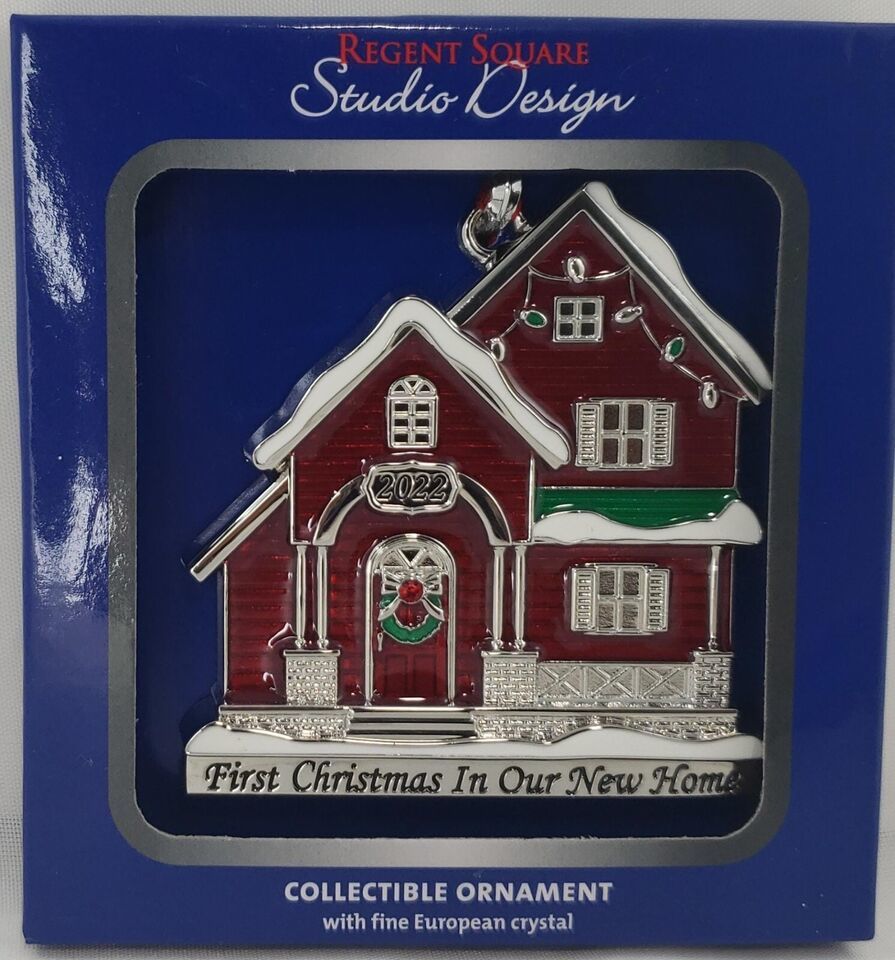 REGENT SQUARE
Studio Design
2022
First Christmas In Our New Home
COLLECTIBLE ORNAMENT
with fine European crystal